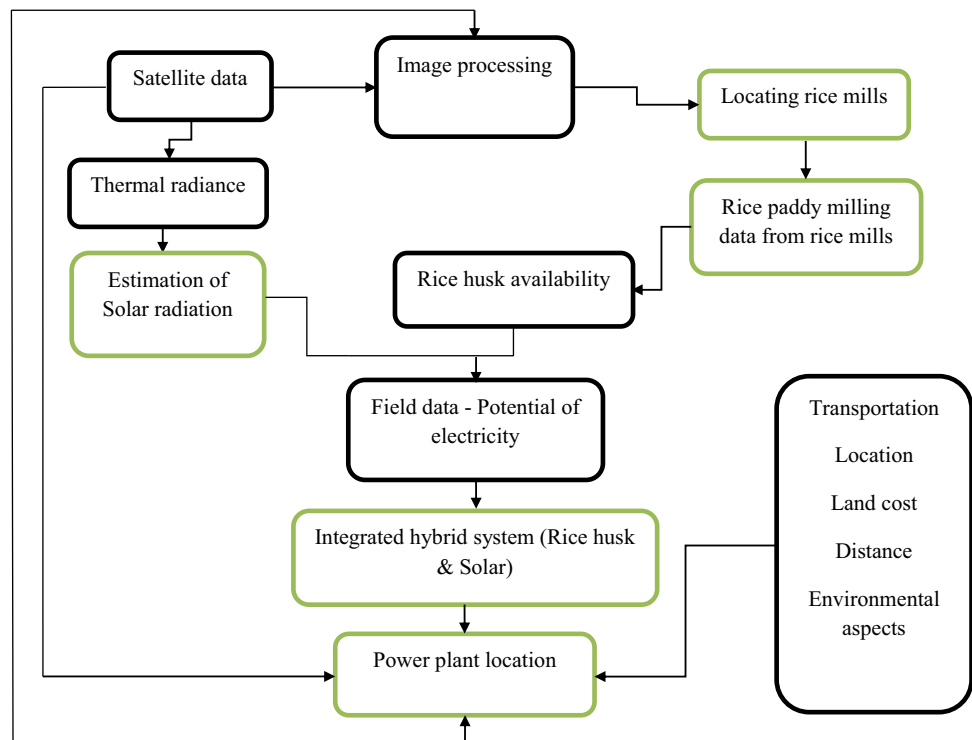 Satellite data
Image processing
Locating rice mills
Thermal radiance
Rice paddy milling
data from rice mills
Estimation of
Solar radiation
Rice husk availability
Field data - Potential of
electricity
Transportation
Location
Land cost
Distance
Environmental
aspects
Integrated hybrid system (Rice husk
& Solar)
Power plant location